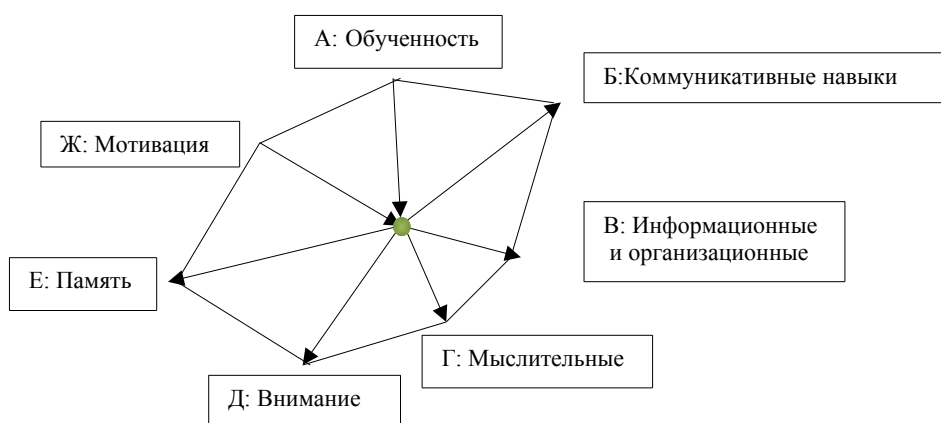 А: Обученность
Б:Коммуникативные навыки
Ж: Мотивация
В: Информационные
и организационные
Е: Память
Г: Мыслительные
Д: Внимание